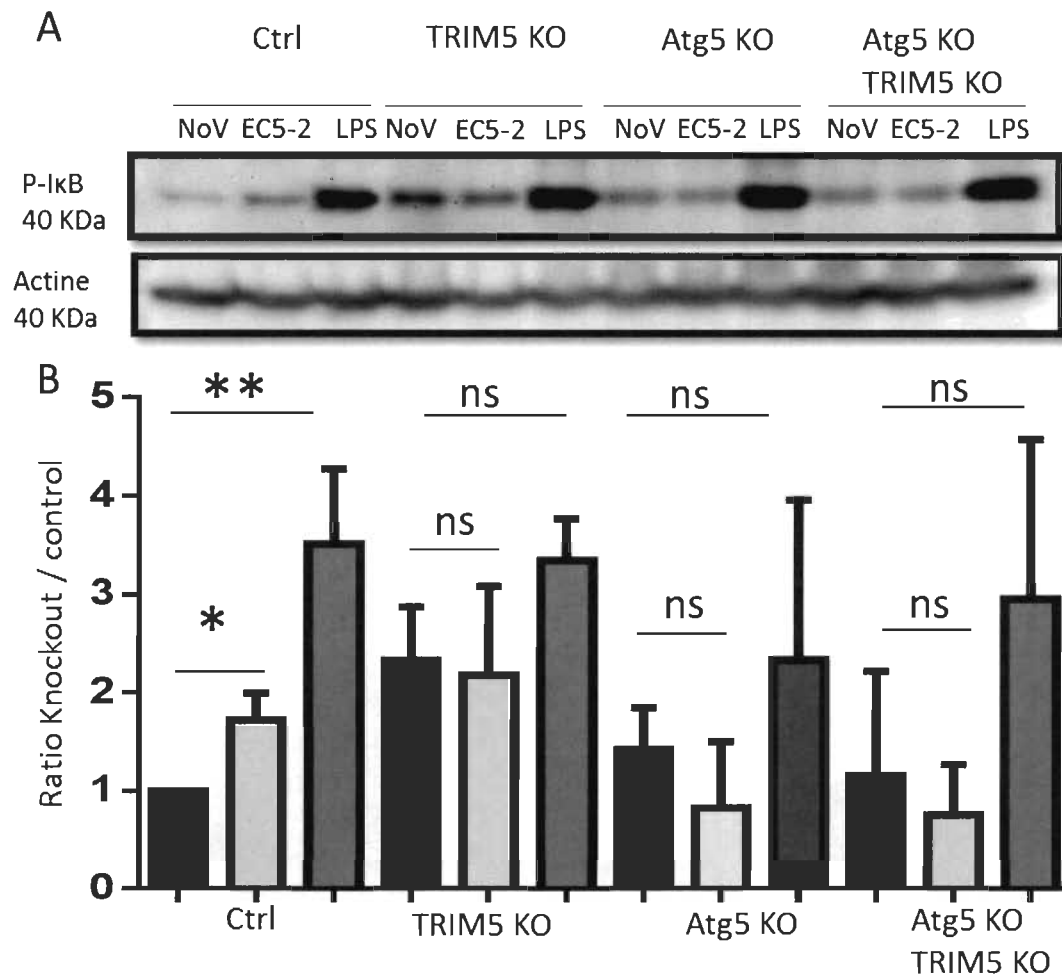 A
Ctrl TRIM5 KO Atg5 KO Atg5 KO
TRIM5 KO
NoV EC5-2 LPS NoV EC5-2 LPS NoV EC5-2 LPS NoV EC5-2 LPS
P-IκB
40 KDa
Actine
40 KDa
B
Ratio Knockout / control
5
4
3
2
1
0
** ns ns ns
* ns ns ns
Ctrl TRIM5 KO Atg5 KO Atg5 KO
TRIM5 KO